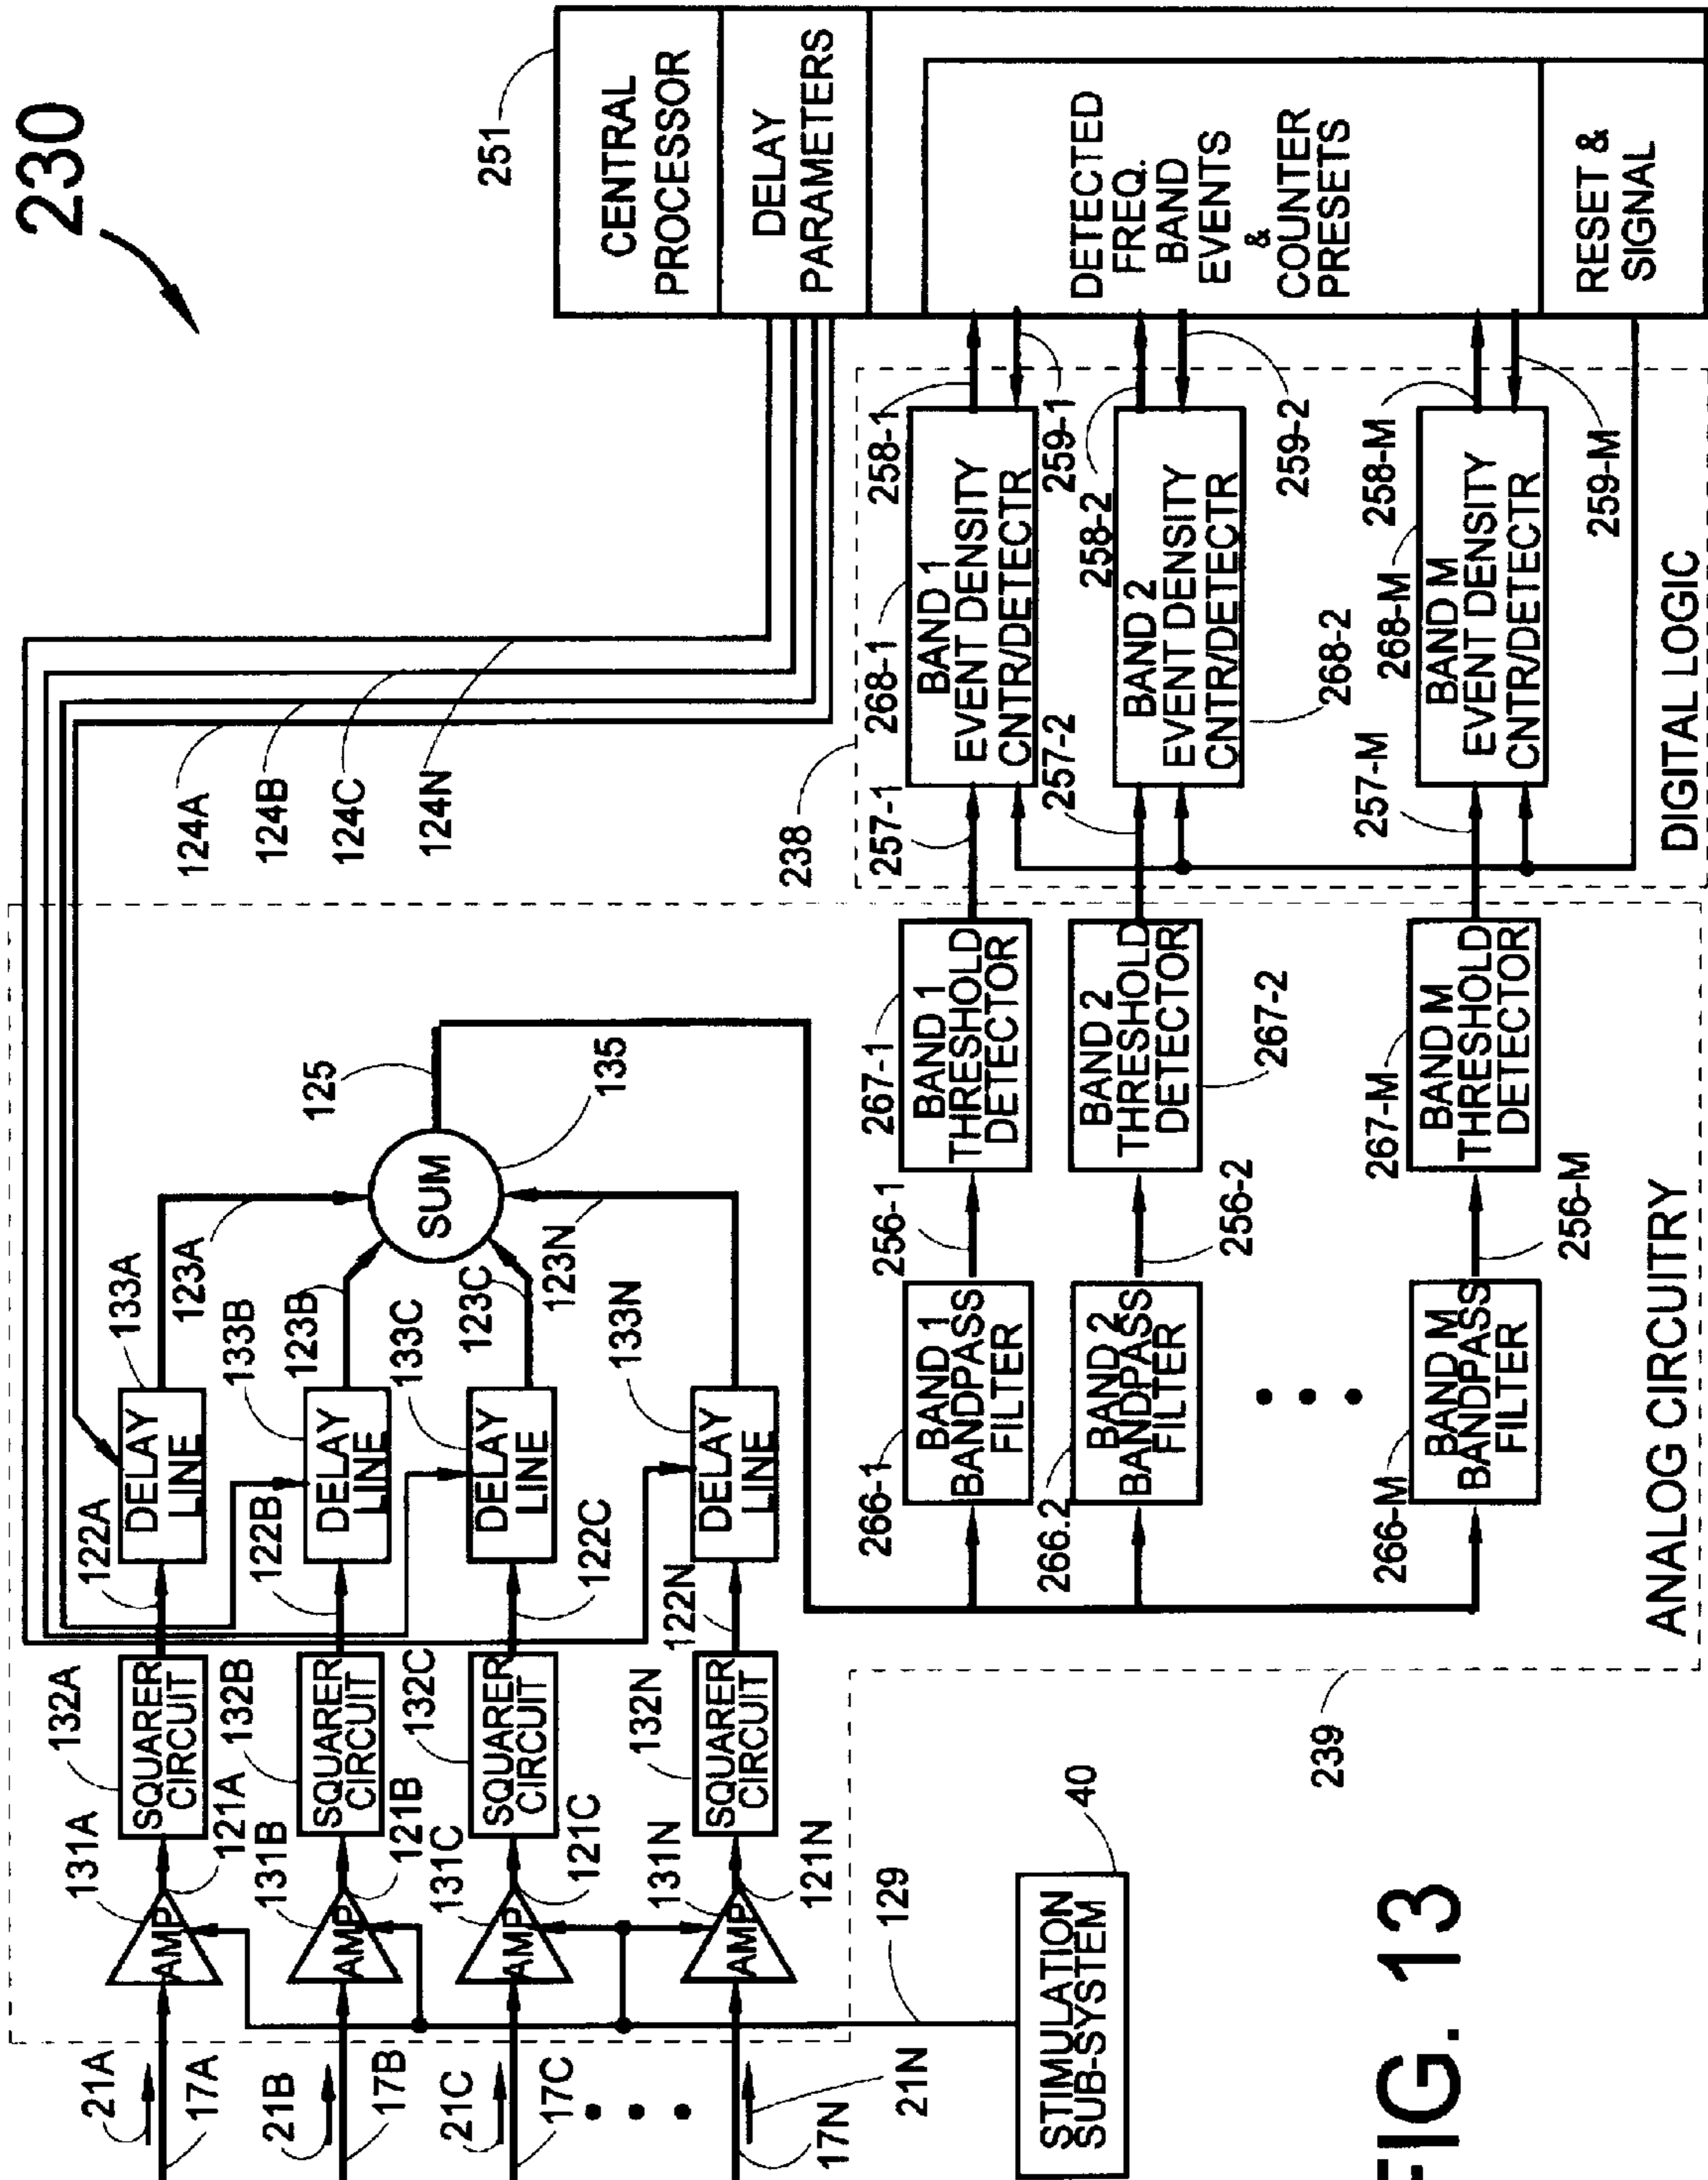 230
21A
17A
131A
AMP
121A
132A
SQUARER
CIRCUIT
122A
DELAY
LINE
133A
123A
21B
17B
131B
AMP
121B
132B
SQUARER
CIRCUIT
122B
DELAY
LINE
133B
123B
21C
17C
131C
AMP
121C
132C
SQUARER
CIRCUIT
122C
DELAY
LINE
133C
123C
21N
17N
131N
AMP
121N
132N
SQUARER
CIRCUIT
122N
DELAY
LINE
133N
123N
SUM
125
135
124A
124B
124C
124N
251
CENTRAL
PROCESSOR
DELAY
PARAMETERS
DETECTED
FREQ.
BAND
EVENTS
&
COUNTER
PRESETS
RESET &
SIGNAL
129
STIMULATION
SUB-SYSTEM
40
239
266-1
BAND 1
BANDPASS
FILTER
256-1
267-1
BAND 1
THRESHOLD
DETECTOR
257-1
238
268-1
BAND 1
EVENT DENSITY
CNTR/DETECTR
258-1
259-1
266.2
BAND 2
BANDPASS
FILTER
256-2
BAND 2
THRESHOLD
DETECTOR
267-2
257-2
BAND 2
EVENT DENSITY
CNTR/DETECTR
268-2
258-2
259-2
266-M
BAND M
BANDPASS
FILTER
256-M
267-M
BAND M
THRESHOLD
DETECTOR
257-M
268-M
BAND M
EVENT DENSITY
CNTR/DETECTR
258-M
259-M
ANALOG CIRCUITRY
DIGITAL LOGIC
FIG. 13